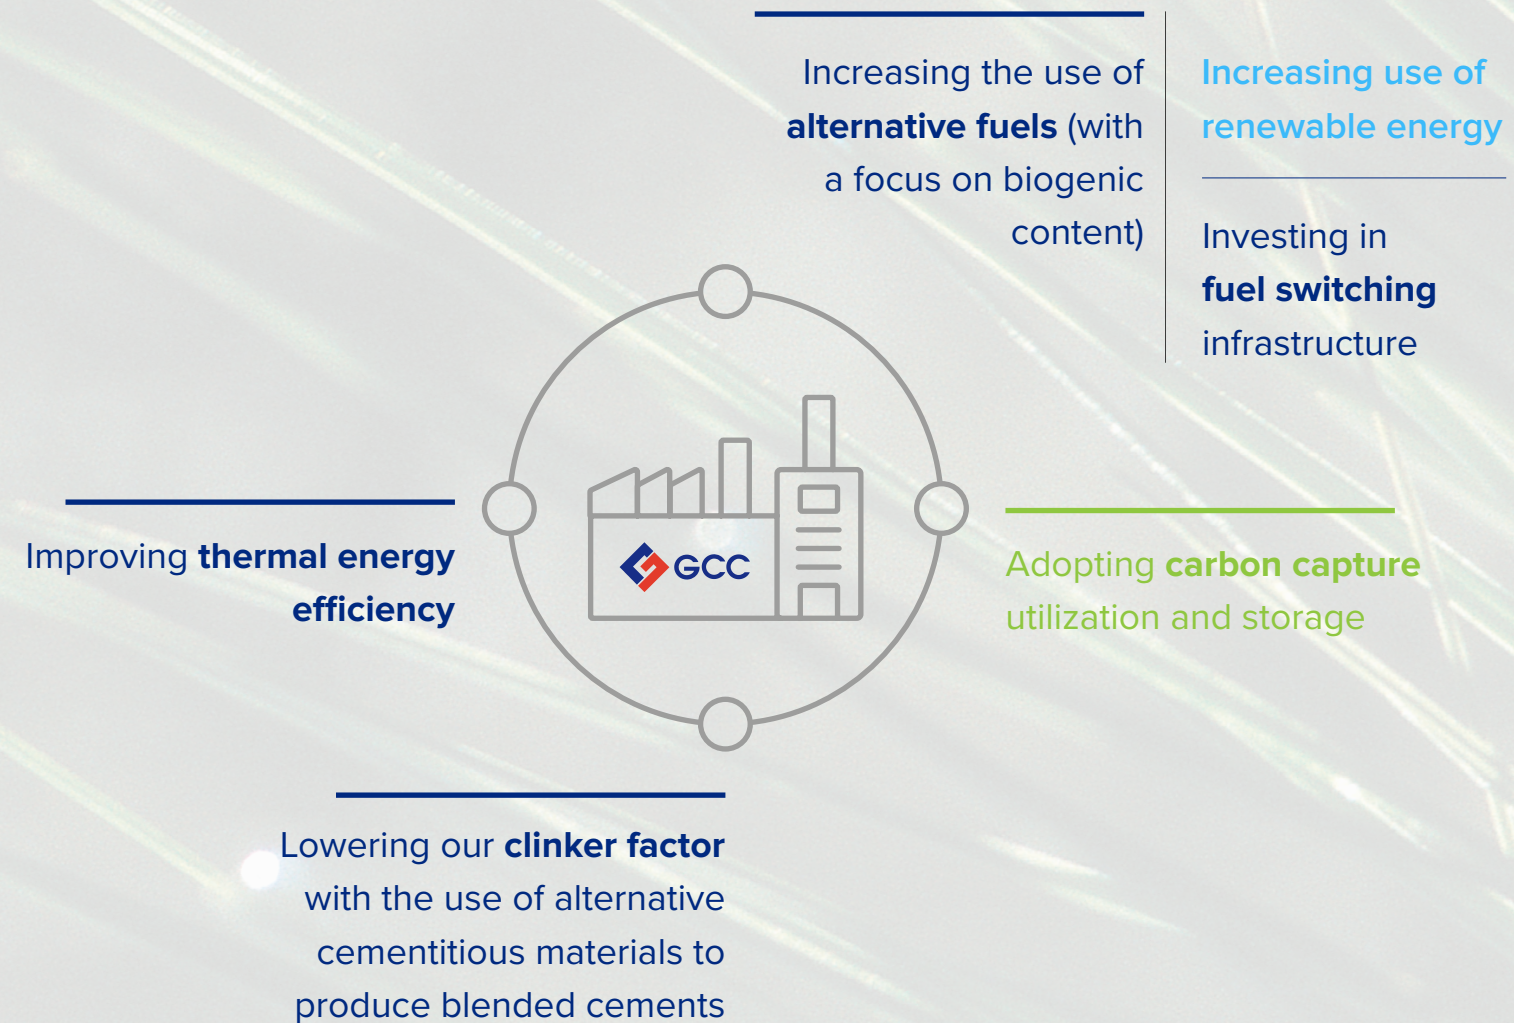 Increasing the use of
alternative fuels (with
a focus on biogenic
content)
Increasing use of
renewable energy
Investing in
fuel switching
infrastructure
Improving thermal energy
efficiency
GCC
Adopting carbon capture
utilization and storage
Lowering our clinker factor
with the use of alternative
cementitious materials to
produce blended cements